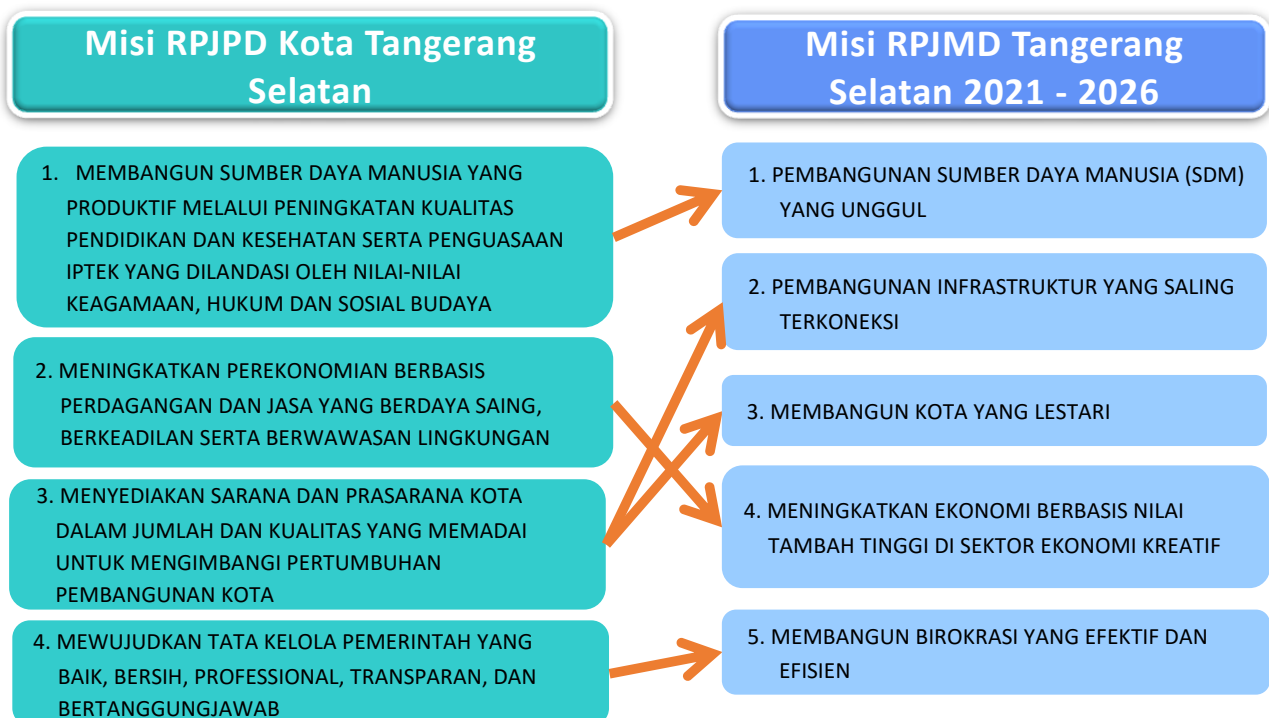 Misi RPJPD Kota Tangerang
Selatan
1. MEMBANGUN SUMBER DAYA MANUSIA YANG
PRODUKTIF MELALUI PENINGKATAN KUALITAS
PENDIDIKAN DAN KESEHATAN SERTA PENGUASAAN
IPTEK YANG DILANDASI OLEH NILAI-NILAI
KEAGAMAAN, HUKUM DAN SOSIAL BUDAYA
2. MENINGKATKAN PEREKONOMIAN BERBASIS
PERDAGANGAN DAN JASA YANG BERDAYA SAING,
BERKEADILAN SERTA BERWAWASAN LINGKUNGAN
3. MENYEDIAKAN SARANA DAN PRASARANA KOTA
DALAM JUMLAH DAN KUALITAS YANG MEMADAI
UNTUK MENGIMBANGI PERTUMBUHAN
PEMBANGUNAN KOTA
4. MEWUJUDKAN TATA KELOLA PEMERINTAH YANG
BAIK, BERSIH, PROFESSIONAL, TRANSPARAN, DAN
BERTANGGUNGJAWAB
Misi RPJMD Tangerang
Selatan 2021 - 2026
1. PEMBANGUNAN SUMBER DAYA MANUSIA (SDM)
YANG UNGGUL
2. PEMBANGUNAN INFRASTRUKTUR YANG SALING
TERKONEKSI
3. MEMBANGUN KOTA YANG LESTARI
4. MENINGKATKAN EKONOMI BERBASIS NILAI
TAMBAH TINGGI DI SEKTOR EKONOMI KREATIF
5. MEMBANGUN BIROKRASI YANG EFEKTIF DAN
EFISIEN